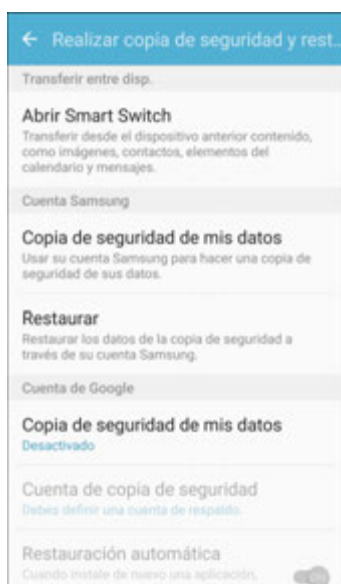 Realizar copia de seguridad y rest..
Transferir entre disp.
Abrir Smart Switch
Transferir desde el dispositivo anterior contenido,
como imágenes, contactos, elementos del
calendario y mensajes.
Cuenta Samsung
Copia de seguridad de mis datos
Usar su cuenta Samsung para hacer una copia de
seguridad de sus datos.
Restaurar
Restaurar los datos de la copia de seguridad a
través de su cuenta Samsung.
Cuenta de Google
Copia de seguridad de mis datos
Desactivado
Cuenta de copia de seguridad
Debes definir una cuenta de respaldo.
Restauración automática
Cuando instale de nuevo una aplicación,